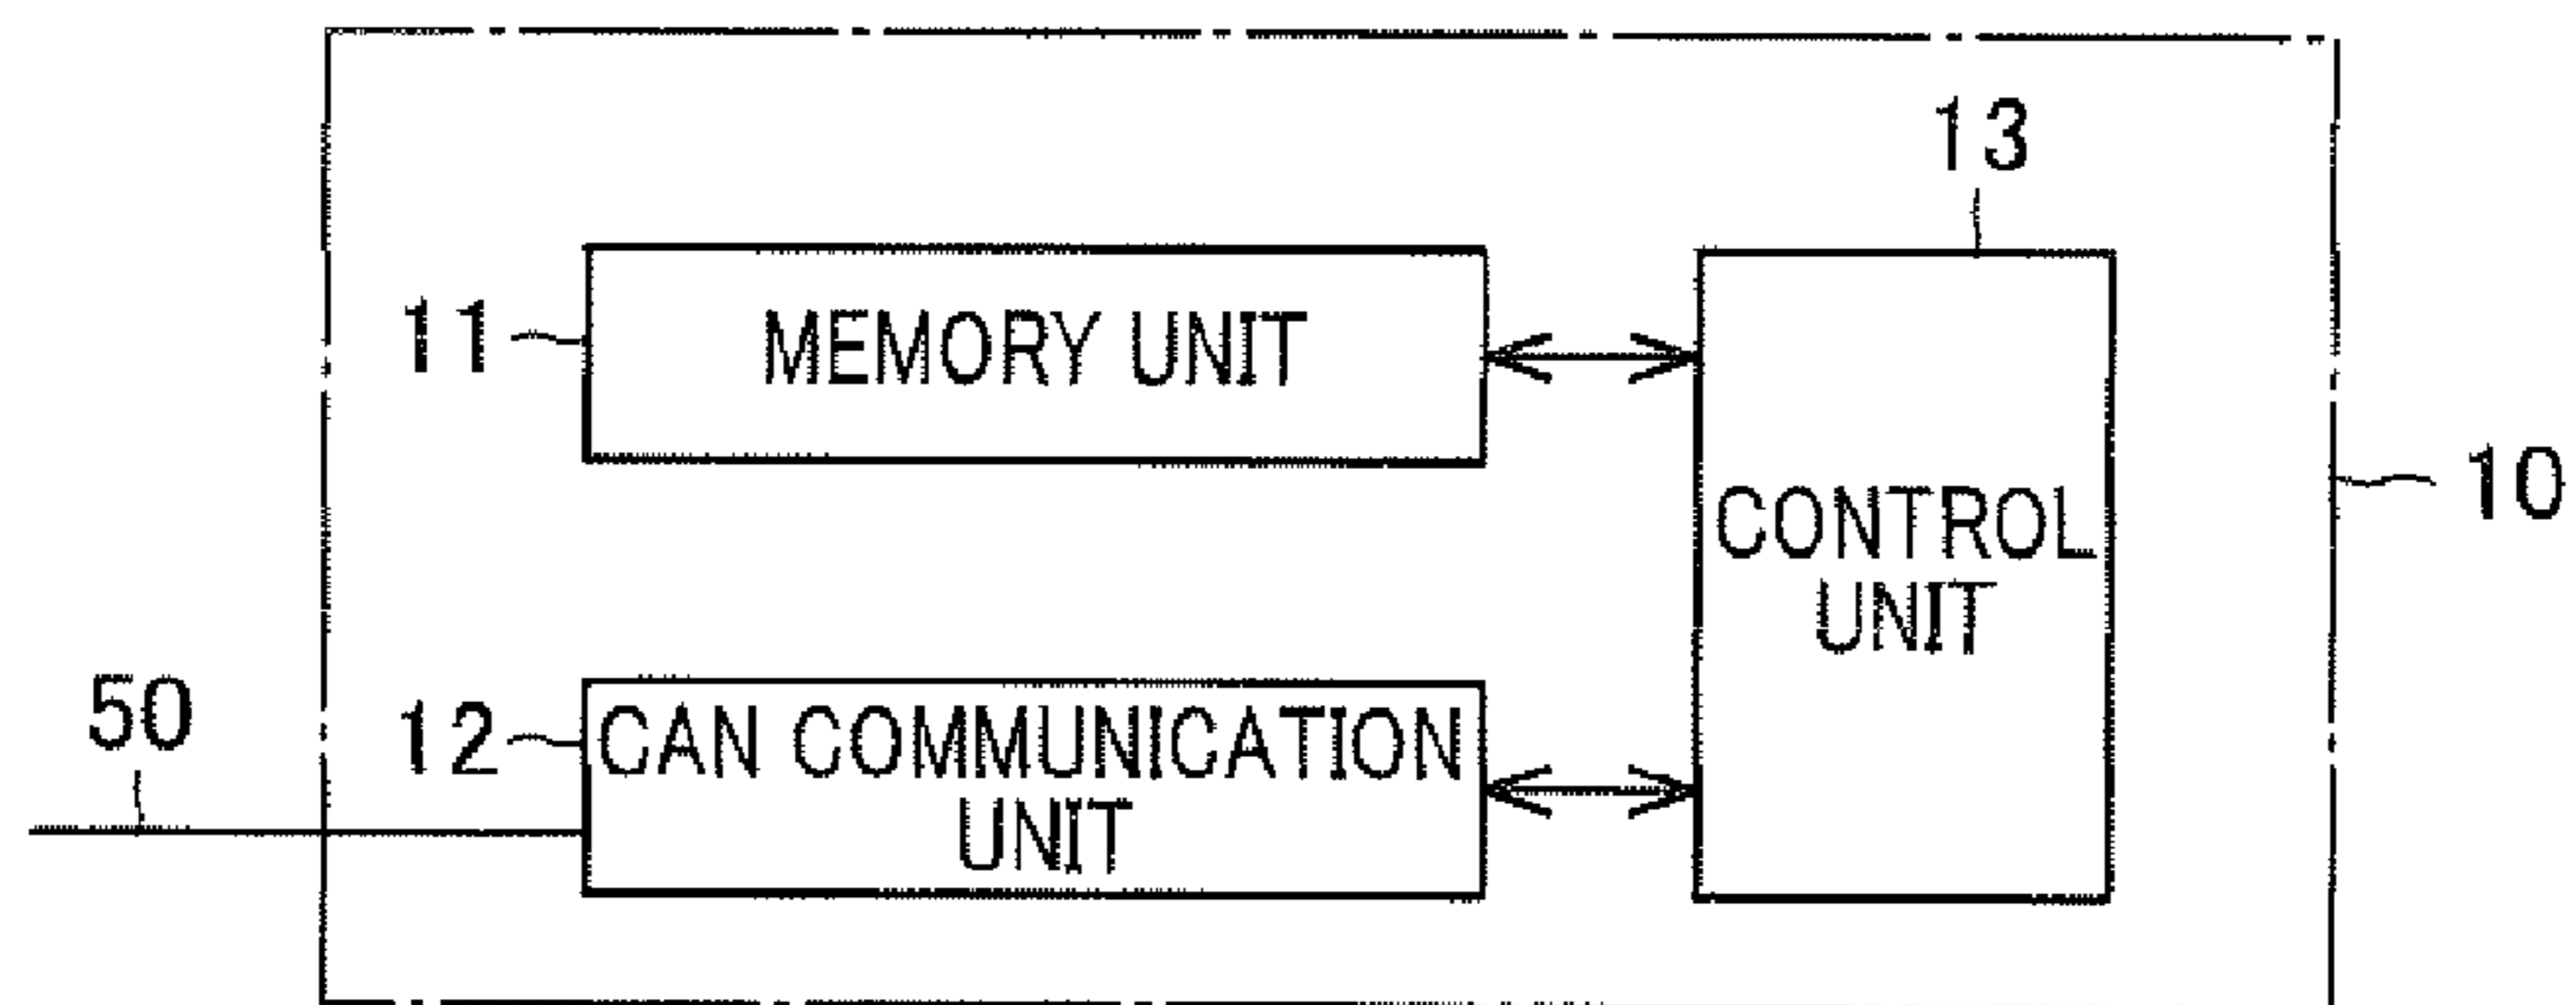 13
11
MEMORY UNIT
10
CONTROL
UNIT
50
12
CAN COMMUNICATION
UNIT